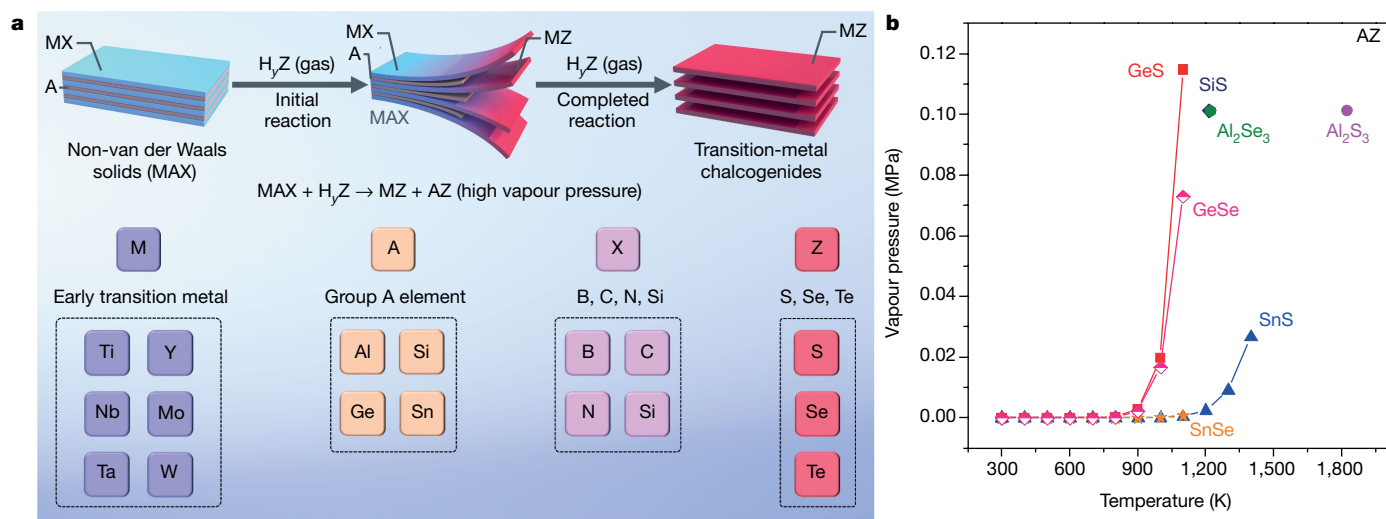 a
MX
A
H_yZ (gas)
Initial
reaction
MX
A
MZ
MAX
H_yZ (gas)
Completed
reaction
MZ
Non-van der Waals
solids (MAX)
Transition-metal
chalcogenides
MAX + H_yZ → MZ + AZ (high vapour pressure)
M
A
X
Z
Early transition metal
Group A element
B, C, N, Si
S, Se, Te
Ti
Y
Nb
Mo
Ta
W
Al
Si
Ge
Sn
B
C
N
Si
S
Se
Te
b
AZ
Vapour pressure (MPa)
0.12
0.10
0.08
0.06
0.04
0.02
0.00
GeS
SiS
Al₂Se₃
Al₂S₃
GeSe
SnS
SnSe
300
600
900
1,200
1,500
1,800
Temperature (K)